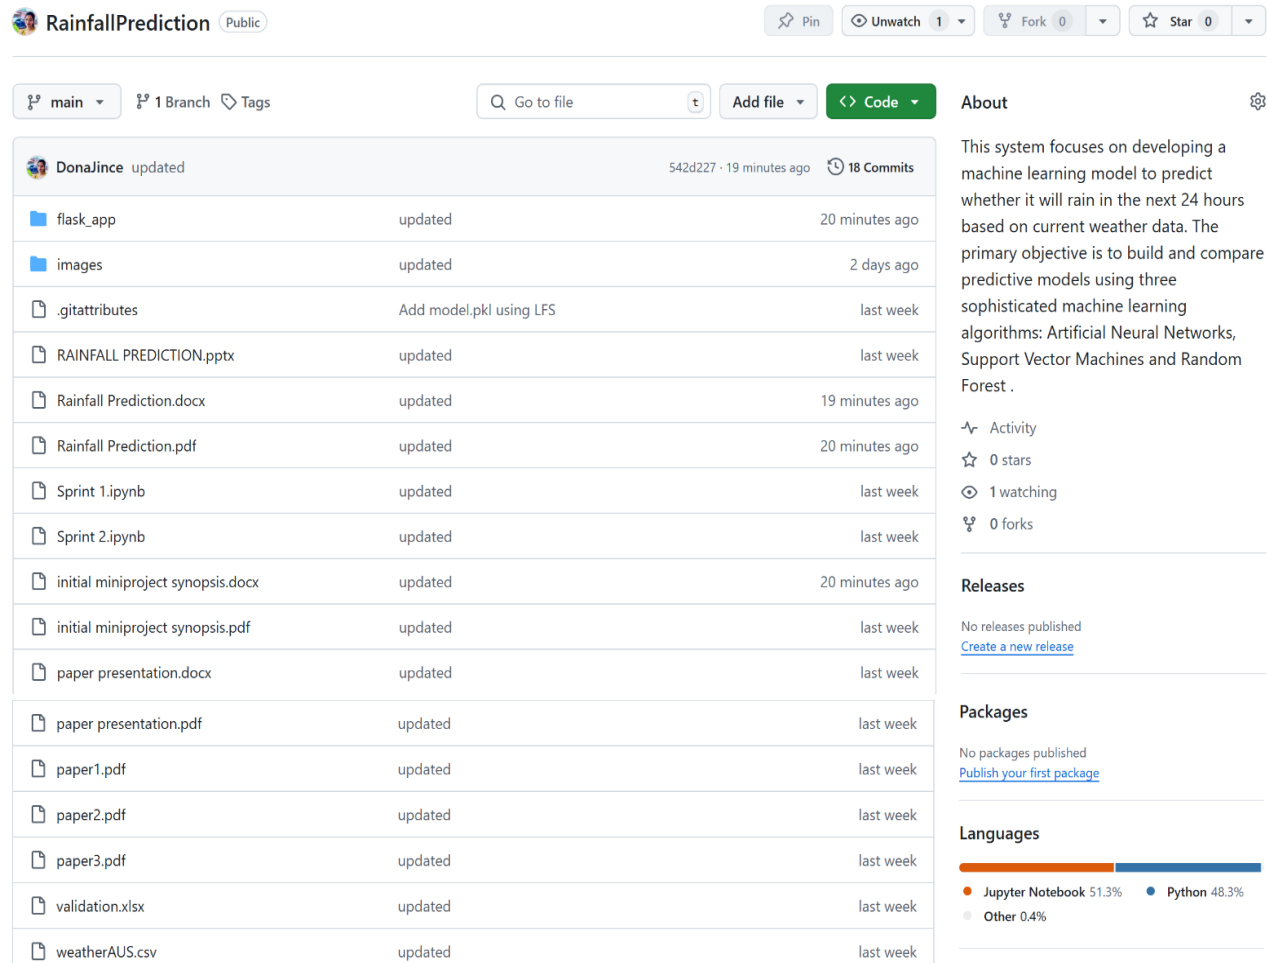 RainfallPrediction Public
Pin
Unwatch 1
Fork 0
Star 0
main
1 Branch
Tags
Go to file t
Add file
<> Code
DonaJince updated 542d227 · 19 minutes ago 18 Commits
flask_app updated 20 minutes ago
images updated 2 days ago
.gitattributes Add model.pkl using LFS last week
RAINFALL PREDICTION.pptx updated last week
Rainfall Prediction.docx updated 19 minutes ago
Rainfall Prediction.pdf updated 20 minutes ago
Sprint 1.ipynb updated last week
Sprint 2.ipynb updated last week
initial miniproject synopsis.docx updated 20 minutes ago
initial miniproject synopsis.pdf updated last week
paper presentation.docx updated last week
paper presentation.pdf updated last week
paper1.pdf updated last week
paper2.pdf updated last week
paper3.pdf updated last week
validation.xlsx updated last week
weatherAUS.csv updated last week
About
This system focuses on developing a
machine learning model to predict
whether it will rain in the next 24 hours
based on current weather data. The
primary objective is to build and compare
predictive models using three
sophisticated machine learning
algorithms: Artificial Neural Networks,
Support Vector Machines and Random
Forest .
Activity
0 stars
1 watching
0 forks
Releases
No releases published
Create a new release
Packages
No packages published
Publish your first package
Languages
Jupyter Notebook 51.3% Python 48.3%
Other 0.4%